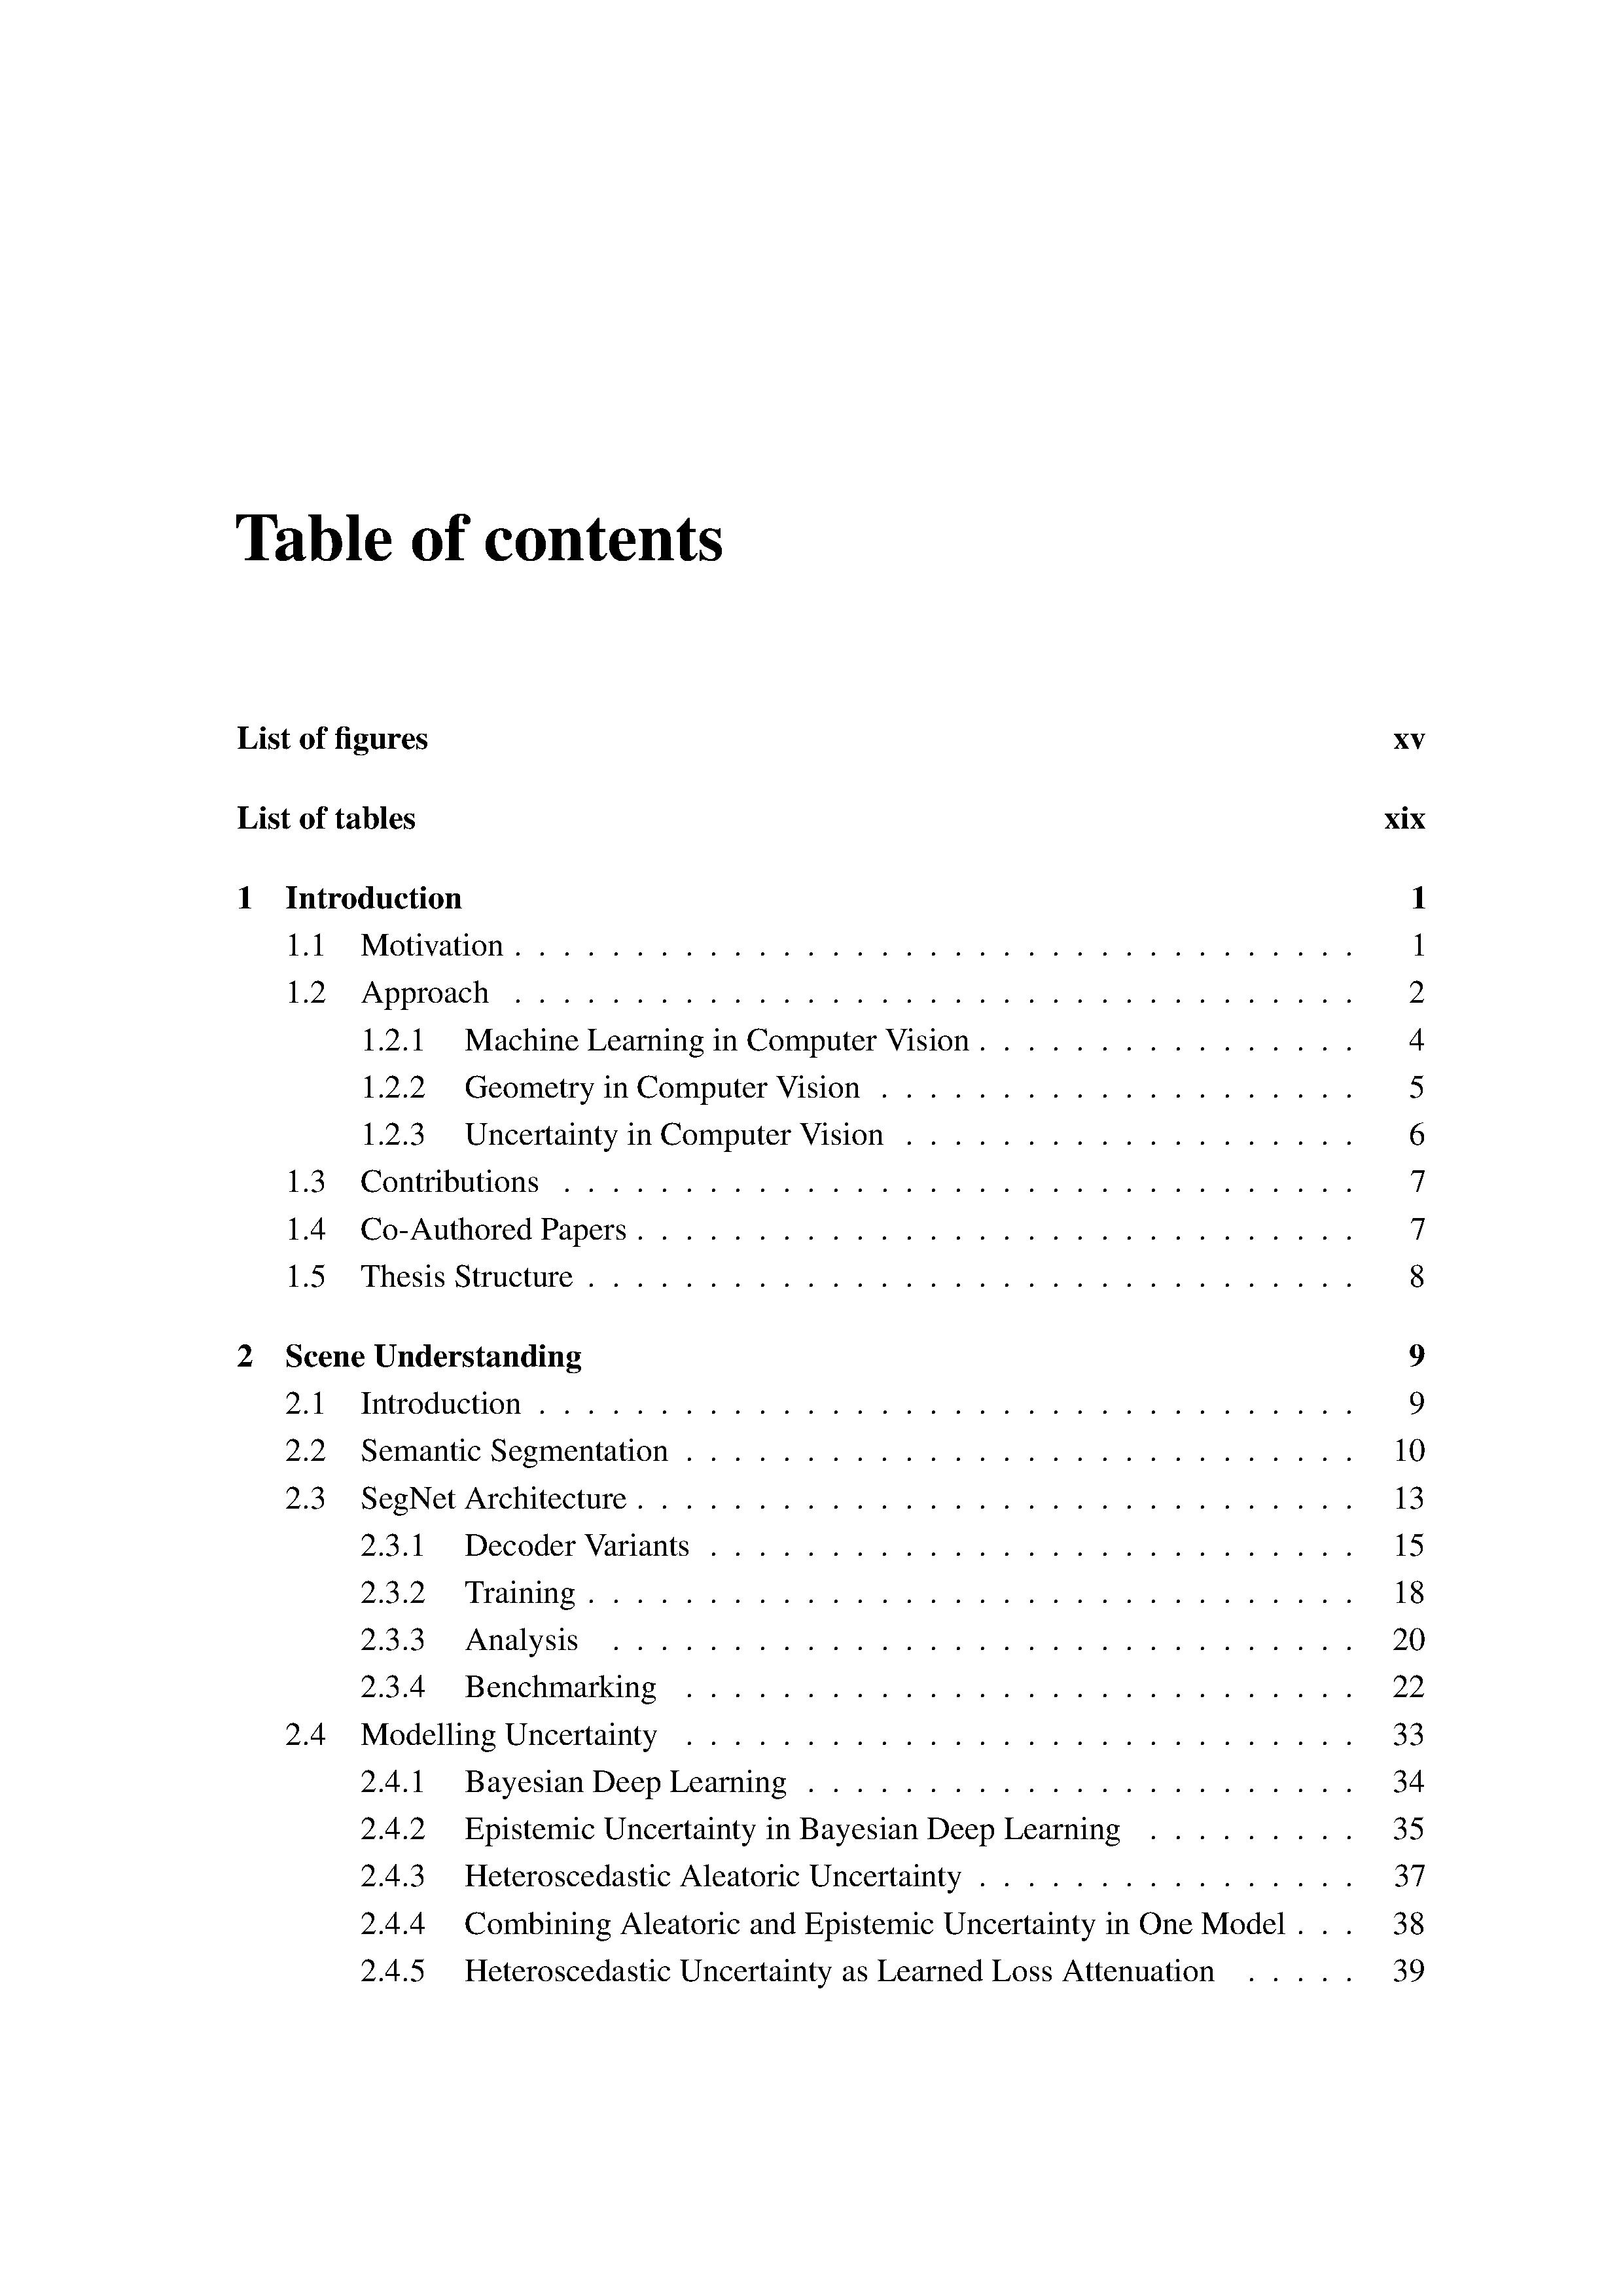 Table of contents
List of figures xv
List of tables xix
1 Introduction 1
1.1 Motivation . . . . . . . . . . . . . . . . . . . . . . . . . . . . . . . . . . . 1
1.2 Approach . . . . . . . . . . . . . . . . . . . . . . . . . . . . . . . . . . . 2
1.2.1 Machine Learning in Computer Vision . . . . . . . . . . . . . . . . 4
1.2.2 Geometry in Computer Vision . . . . . . . . . . . . . . . . . . . . 5
1.2.3 Uncertainty in Computer Vision . . . . . . . . . . . . . . . . . . . 6
1.3 Contributions . . . . . . . . . . . . . . . . . . . . . . . . . . . . . . . . . 7
1.4 Co-Authored Papers . . . . . . . . . . . . . . . . . . . . . . . . . . . . . . 7
1.5 Thesis Structure . . . . . . . . . . . . . . . . . . . . . . . . . . . . . . . . 8
2 Scene Understanding 9
2.1 Introduction . . . . . . . . . . . . . . . . . . . . . . . . . . . . . . . . . . 9
2.2 Semantic Segmentation . . . . . . . . . . . . . . . . . . . . . . . . . . . . 10
2.3 SegNet Architecture . . . . . . . . . . . . . . . . . . . . . . . . . . . . . . 13
2.3.1 Decoder Variants . . . . . . . . . . . . . . . . . . . . . . . . . . . 15
2.3.2 Training . . . . . . . . . . . . . . . . . . . . . . . . . . . . . . . . 18
2.3.3 Analysis . . . . . . . . . . . . . . . . . . . . . . . . . . . . . . . 20
2.3.4 Benchmarking . . . . . . . . . . . . . . . . . . . . . . . . . . . . 22
2.4 Modelling Uncertainty . . . . . . . . . . . . . . . . . . . . . . . . . . . . 33
2.4.1 Bayesian Deep Learning . . . . . . . . . . . . . . . . . . . . . . . 34
2.4.2 Epistemic Uncertainty in Bayesian Deep Learning . . . . . . . . . 35
2.4.3 Heteroscedastic Aleatoric Uncertainty . . . . . . . . . . . . . . . . 37
2.4.4 Combining Aleatoric and Epistemic Uncertainty in One Model . . . 38
2.4.5 Heteroscedastic Uncertainty as Learned Loss Attenuation . . . . . 39